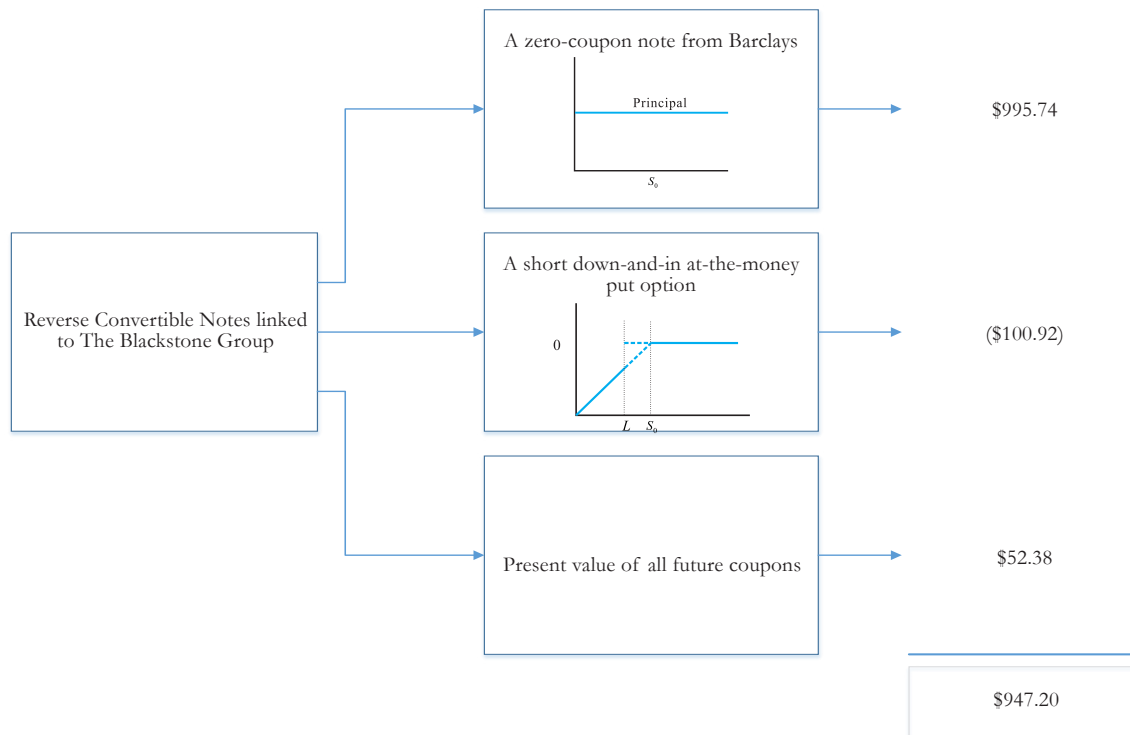 A zero-coupon note from Barclays
Principal
S₀
$995.74
Reverse Convertible Notes linked
to The Blackstone Group
A short down-and-in at-the-money
put option
0
L
S₀
($100.92)
Present value of all future coupons
$52.38
$947.20